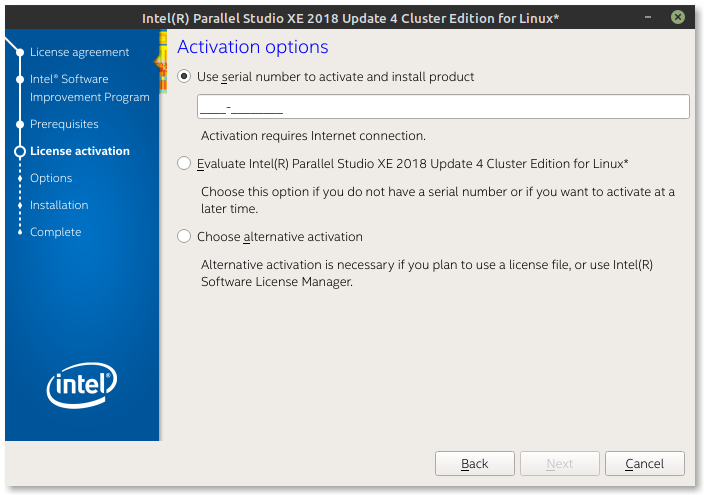 Intel(R) Parallel Studio XE 2018 Update 4 Cluster Edition for Linux*
License agreement
Intel® Software
Improvement Program
Prerequisites
License activation
Options
Installation
Complete
intel®
Activation options
Use serial number to activate and install product
____-________
Activation requires Internet connection.
Evaluate Intel(R) Parallel Studio XE 2018 Update 4 Cluster Edition for Linux*
Choose this option if you do not have a serial number or if you want to activate at a
later time.
Choose alternative activation
Alternative activation is necessary if you plan to use a license file, or use Intel(R)
Software License Manager.
Back
Next
Cancel